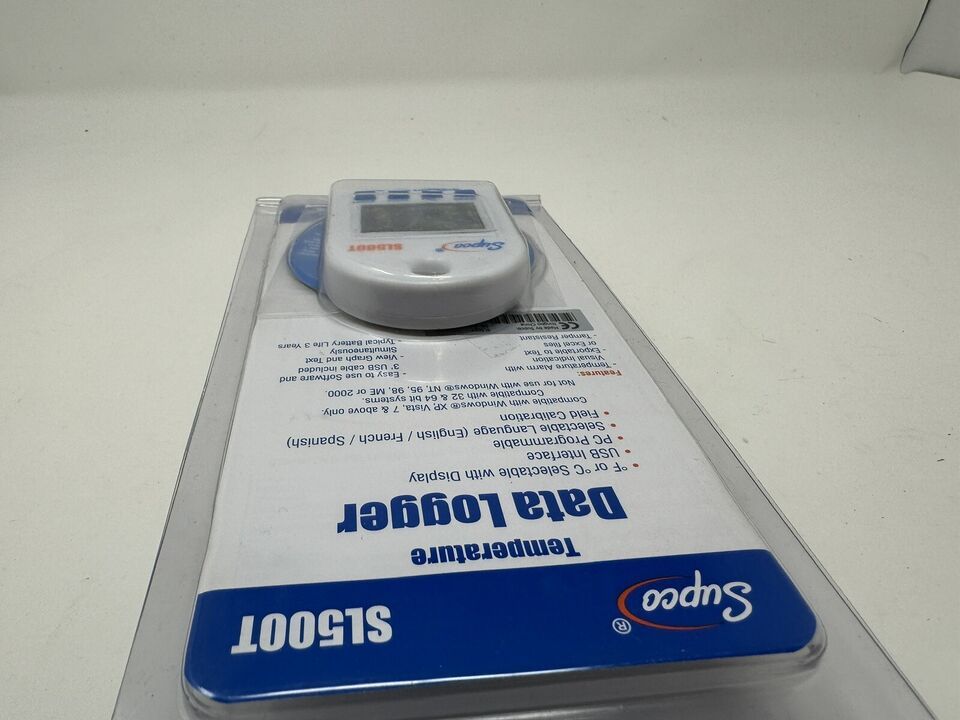 Supco®
SL500T
Temperature
Data Logger
• °F or °C Selectable with Display
• USB Interface
• PC Programmable
• Selectable Language (English / French / Spanish)
• Field Calibration
Compatible with Windows® XP, Vista, 7 & above only.
Compatible with 32 & 64 bit systems.
Not for use with Windows® NT, 95, 98, ME or 2000.
Features:
- Temperature Alarm with
Visual Indication
- Exportable to Text
or Excel files
- Tamper Resistant
- Easy to use Software and
3' USB cable included
- View Graph and Text
Simultaneously
- Typical Battery Life 3 Years
CE
Made by Supco
Supco®
SL500T